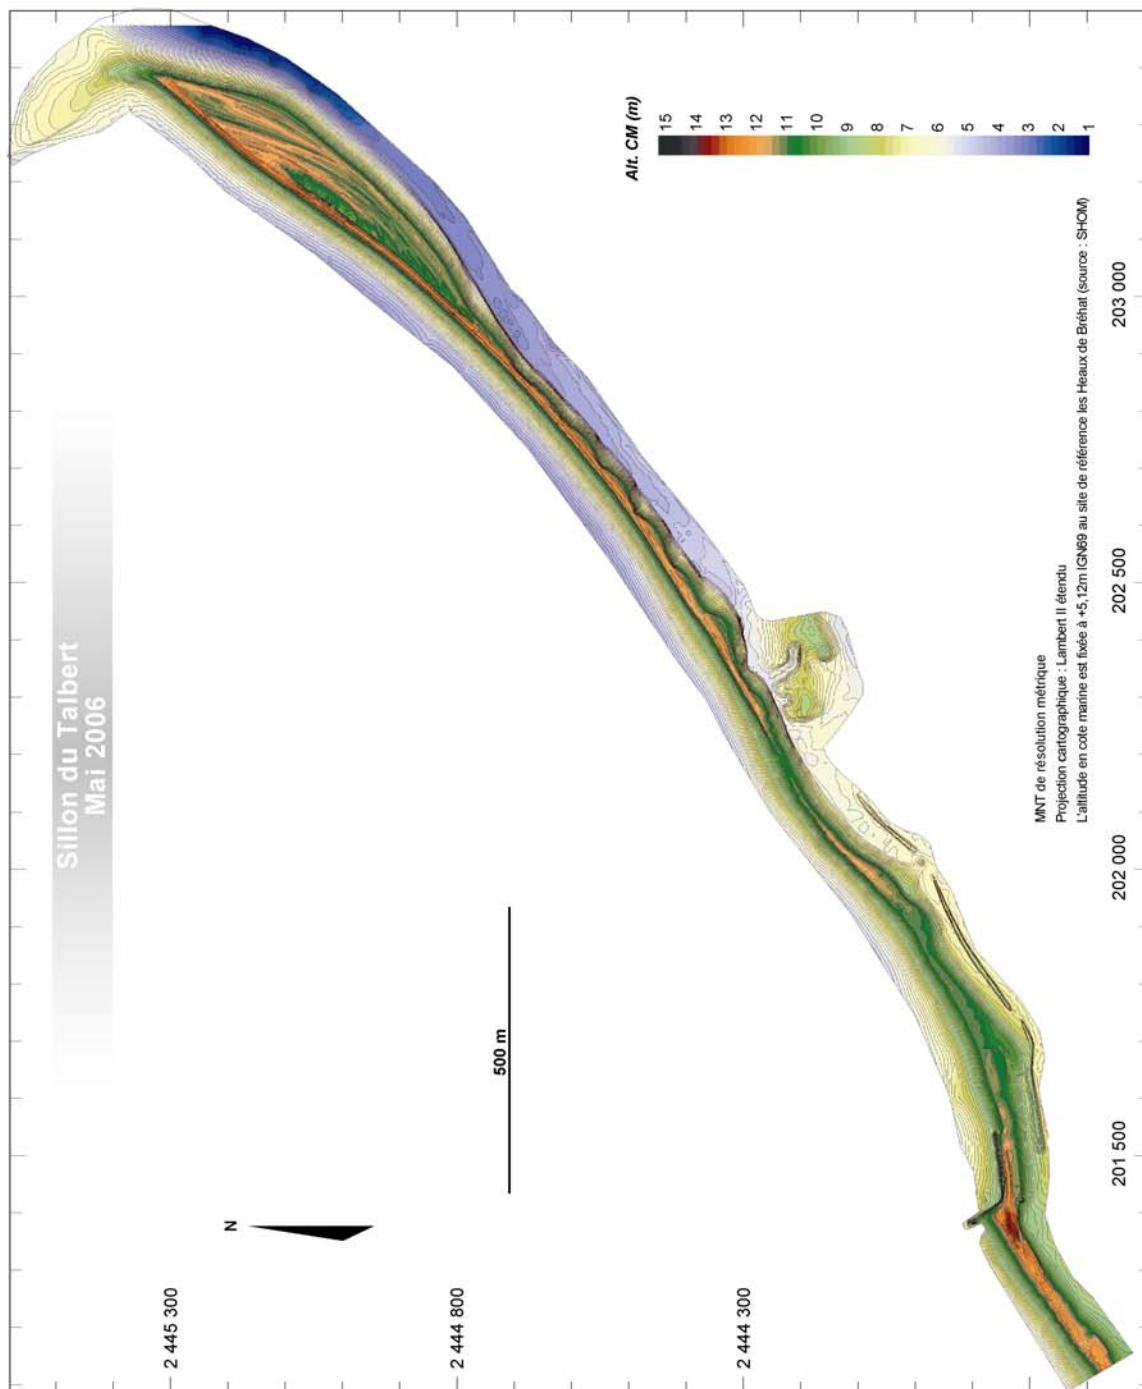 Sillon du Talbert
Mai 2006
Alt. CM (m)
15
14
13
12
11
10
9
8
7
6
5
4
3
2
1
N
500 m
MNT de résolution métrique
Projection cartographique : Lambert II étendu
L'altitude en cote marine est fixée à +5,12m IGN69 au site de référence les Heaux de Bréhat (source : SHOM)
2 445 300
2 444 800
2 444 300
201 500
202 000
202 500
203 000